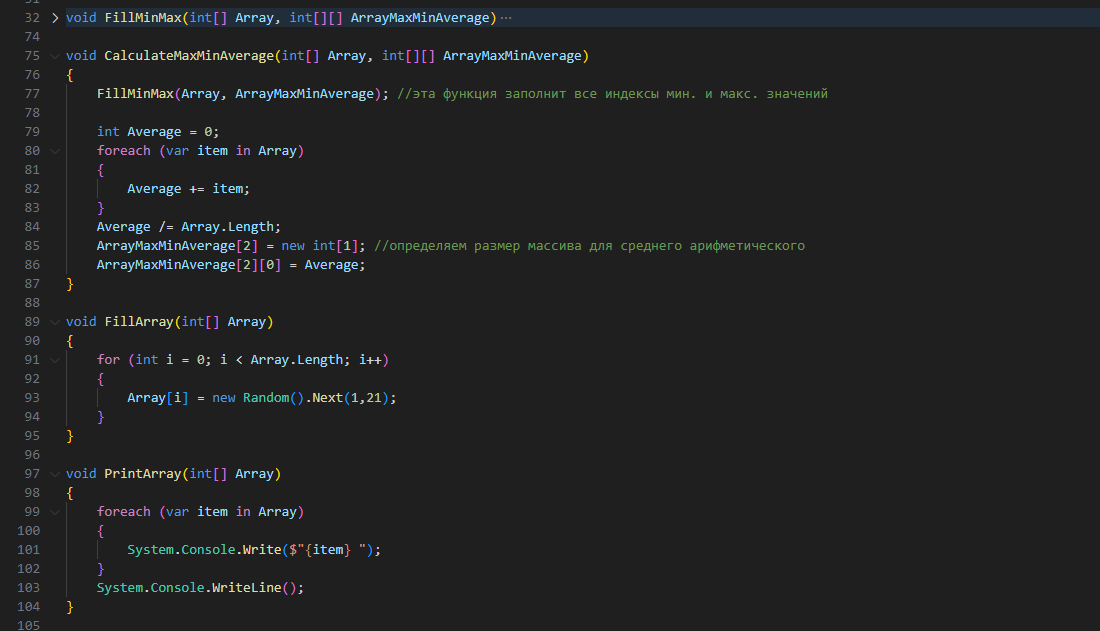 32 > void FillMinMax(int[] Array, int[][] ArrayMaxMinAverage) ···
74
75 void CalculateMaxMinAverage(int[] Array, int[][] ArrayMaxMinAverage)
76 {
77 FillMinMax(Array, ArrayMaxMinAverage); //эта функция заполнит все индексы мин. и макс. значений
78
79 int Average = 0;
80 foreach (var item in Array)
81 {
82 Average += item;
83 }
84 Average /= Array.Length;
85 ArrayMaxMinAverage[2] = new int[1]; //определяем размер массива для среднего арифметического
86 ArrayMaxMinAverage[2][0] = Average;
87 }
88
89 void FillArray(int[] Array)
90 {
91 for (int i = 0; i < Array.Length; i++)
92 {
93 Array[i] = new Random().Next(1,21);
94 }
95 }
96
97 void PrintArray(int[] Array)
98 {
99 foreach (var item in Array)
100 {
101 System.Console.Write($"{item} ");
102 }
103 System.Console.WriteLine();
104 }
105